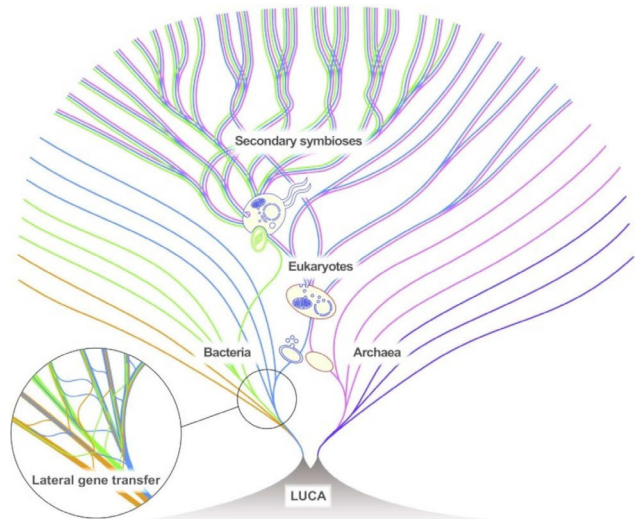 Secondary symbioses
Eukaryotes
Bacteria
Archaea
Lateral gene transfer
LUCA